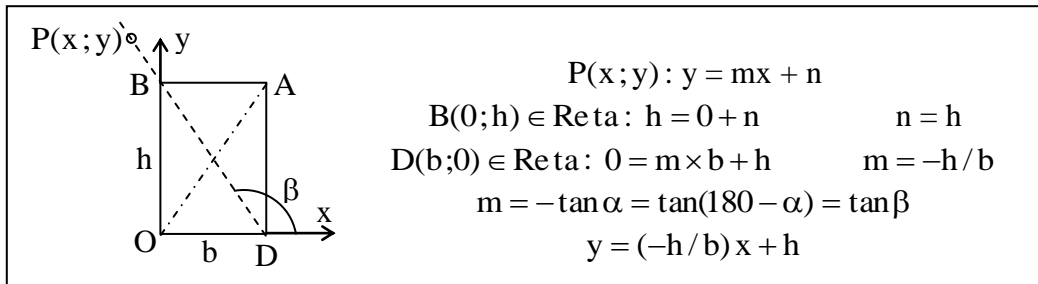 P(x; y)
y
B
A
h
β
x
O
b
D
P(x; y) : y = mx + n
B(0; h) ∈ Reta : h = 0 + n n = h
D(b; 0) ∈ Reta : 0 = m × b + h m = −h / b
m = −tan α = tan(180 − α) = tan β
y = (−h / b) x + h